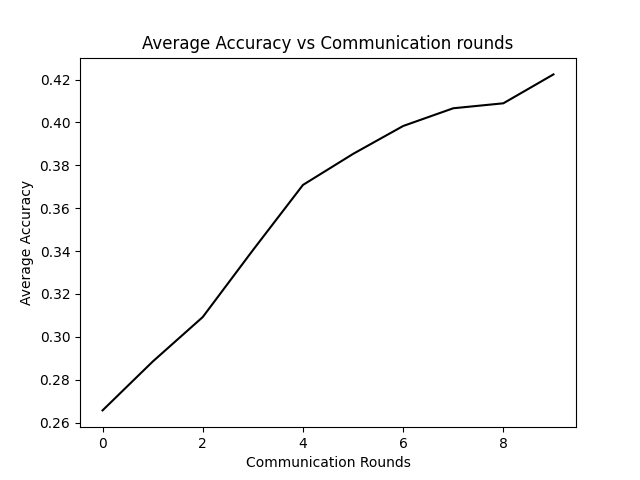 Average Accuracy vs Communication rounds
Average Accuracy
0.42
0.40
0.38
0.36
0.34
0.32
0.30
0.28
0.26
0 2 4 6 8
Communication Rounds